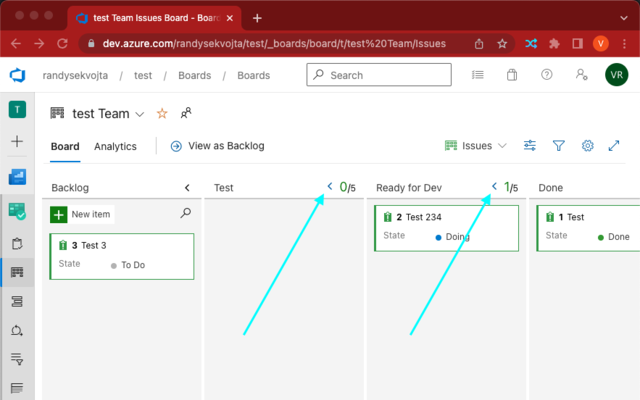 test Team Issues Board - Boar
dev.azure.com/randysekvojta/test/_boards/board/t/test%20Team/Issues
V
randysekvojta / test / Boards / Boards
Search
VR
T
test Team
Board
Analytics
View as Backlog
Issues
Backlog
Test
0/5
Ready for Dev
1/5
Done
New item
3 Test 3
State
To Do
2 Test 234
State
Doing
1 Test
State
Done